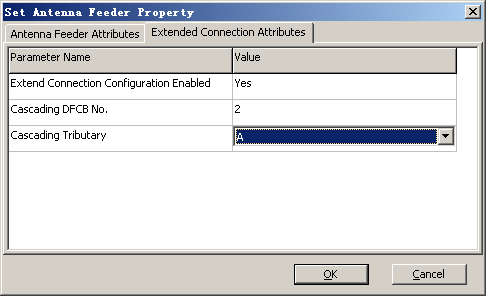 Set Antenna Feeder Property
Antenna Feeder Attributes Extended Connection Attributes
Parameter Name Value
Extend Connection Configuration Enabled Yes
Cascading DFCB No. 2
Cascading Tributary A
OK Cancel